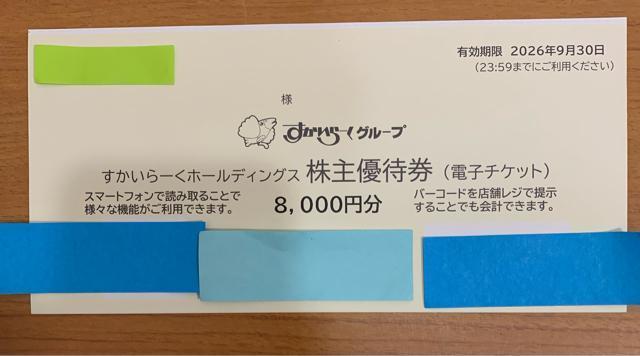 有効期限 2026年9月30日
(23:59までにご利用ください)
様
すかいらーくグループ
すかいらーくホールディングス 株主優待券(電子チケット)
スマートフォンで読み取ることで
様々な機能がご利用できます。
8,000円分
バーコードを店舗レジで提示
することでも会計できます。